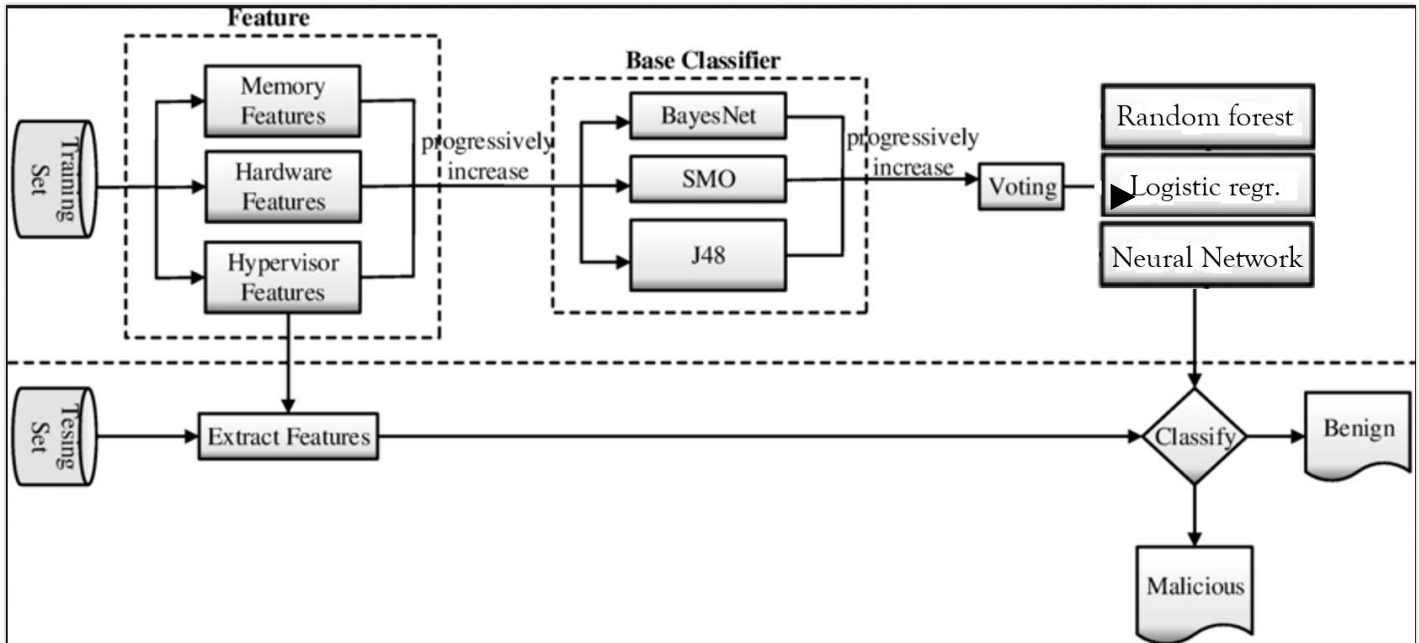 Feature
Memory
Features
Hardware
Features
Hypervisor
Features
Training
Set
progressively
increase
Base Classifier
BayesNet
SMO
J48
progressively
increase
Voting
Random forest
Logistic regr.
Neural Network
Tesing
Set
Extract Features
Classify
Benign
Malicious